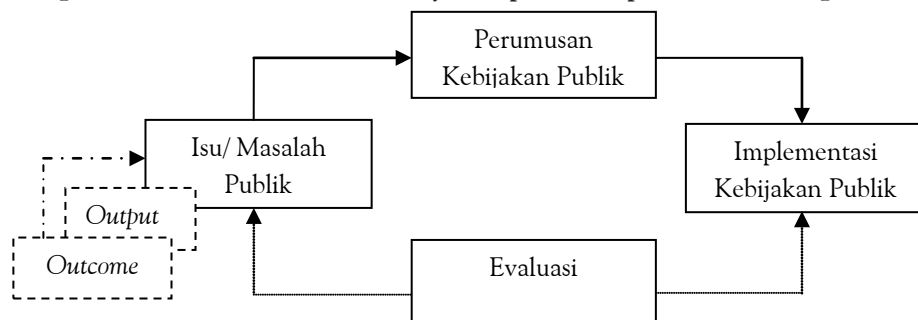 Perumusan
Kebijakan Publik
Isu/ Masalah
Publik
Implementasi
Kebijakan Publik
Output
Outcome
Evaluasi